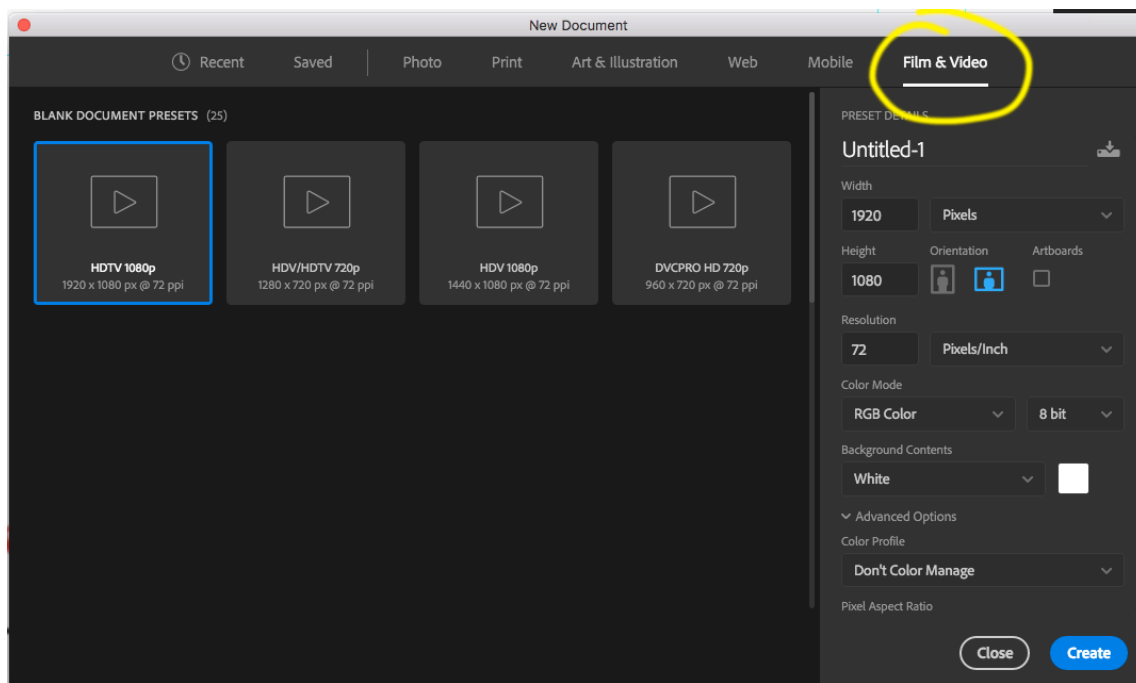 New Document
Recent Saved Photo Print Art & Illustration Web Mobile Film & Video
BLANK DOCUMENT PRESETS (25)
HDTV 1080p
1920 x 1080 px @ 72 ppi
HDV/HDTV 720p
1280 x 720 px @ 72 ppi
HDV 1080p
1440 x 1080 px @ 72 ppi
DVCPRO HD 720p
960 x 720 px @ 72 ppi
PRESET DETAILS
Untitled-1
Width
1920 Pixels
Height Orientation Artboards
1080
Resolution
72 Pixels/Inch
Color Mode
RGB Color 8 bit
Background Contents
White
Advanced Options
Color Profile
Don't Color Manage
Pixel Aspect Ratio
Close Create